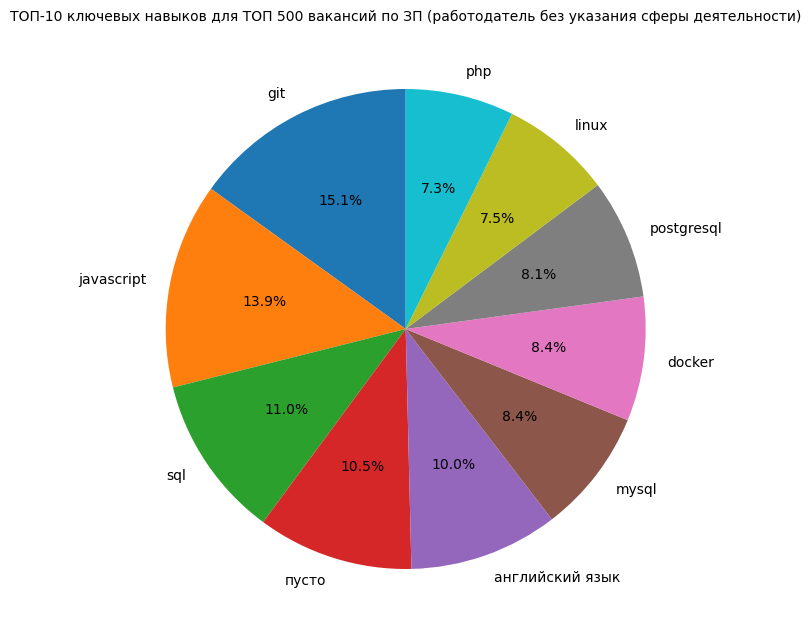 ТОП-10 ключевых навыков для ТОП 500 вакансий по ЗП (работодатель без указания сферы деятельности)
php
git
linux
7.3%
15.1%
7.5%
postgresql
javascript
8.1%
13.9%
8.4%
docker
11.0%
8.4%
10.5%
10.0%
sql
mysql
пусто
английский язык